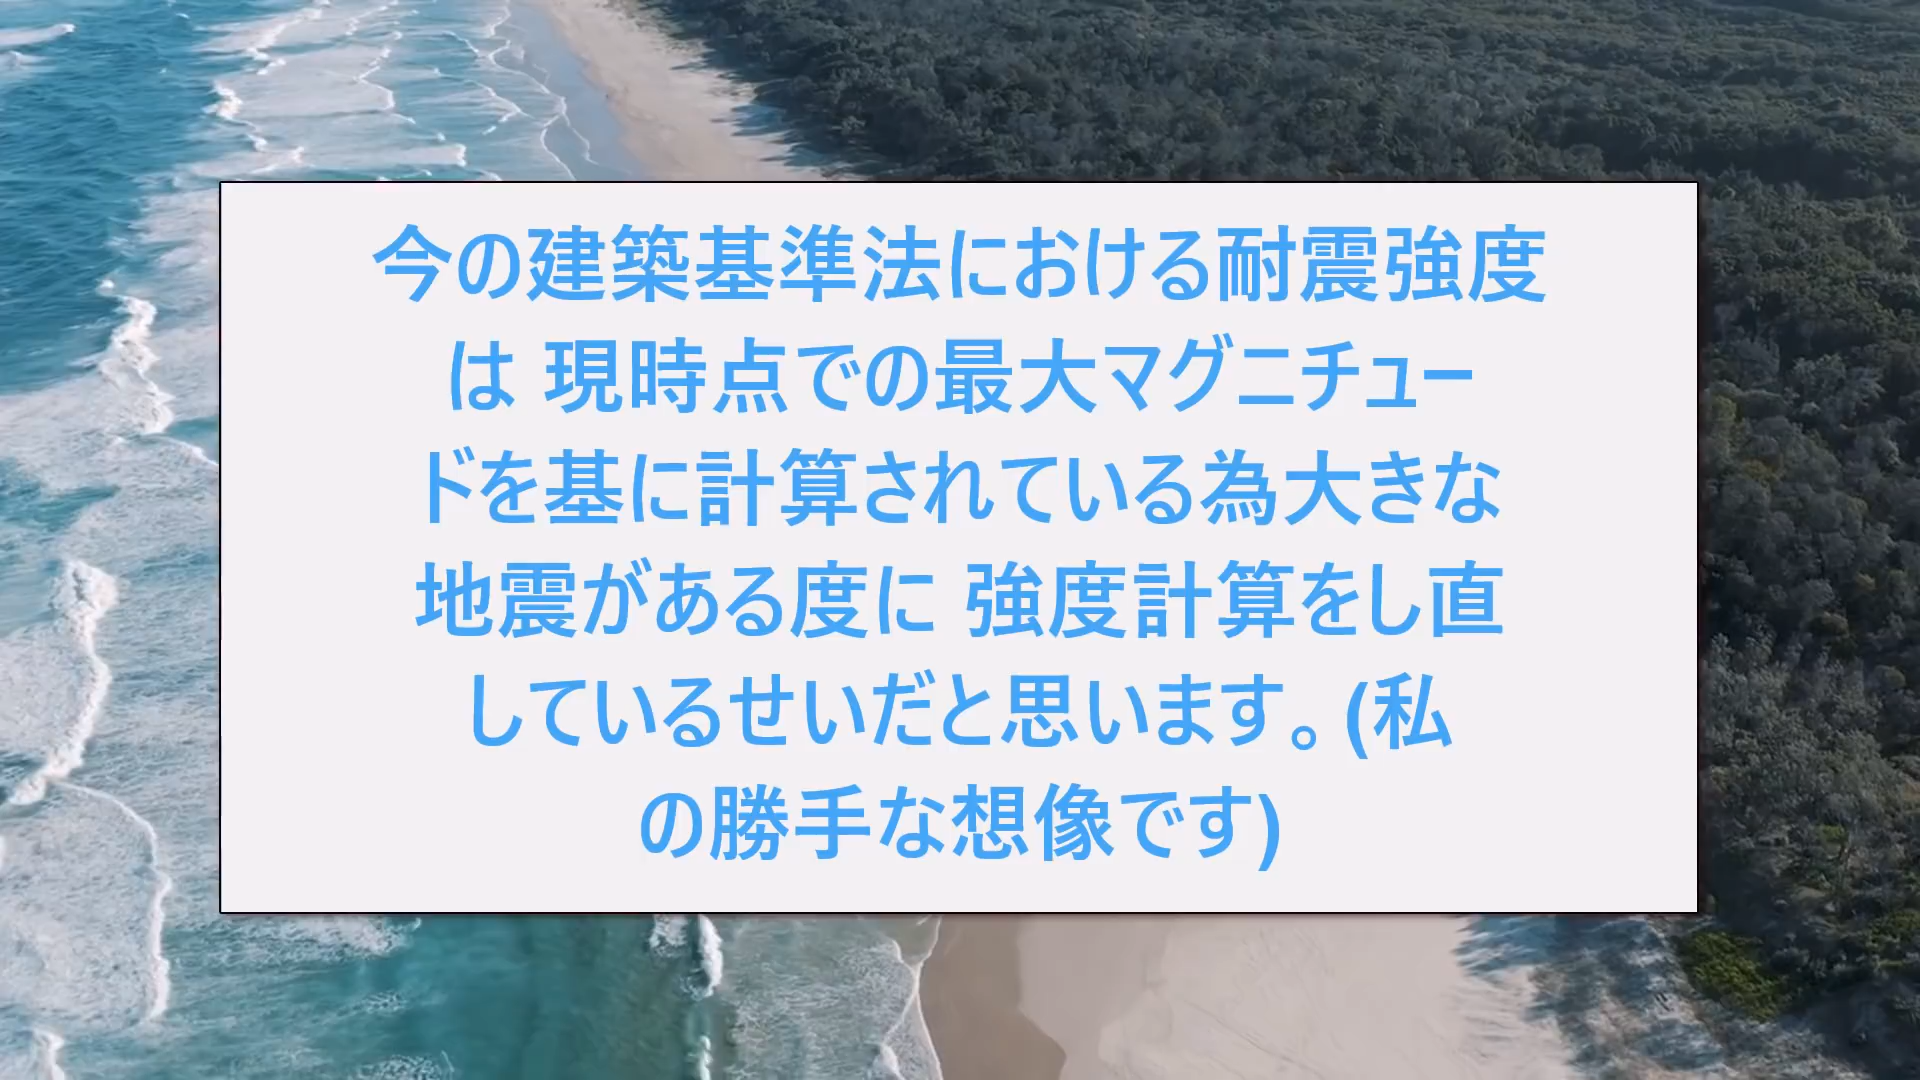 今の建築基準法における耐震強度
は 現時点での最大マグニチュー
ドを基に計算されている為大きな
地震がある度に 強度計算をし直
しているせいだと思います。(私
の勝手な想像です)